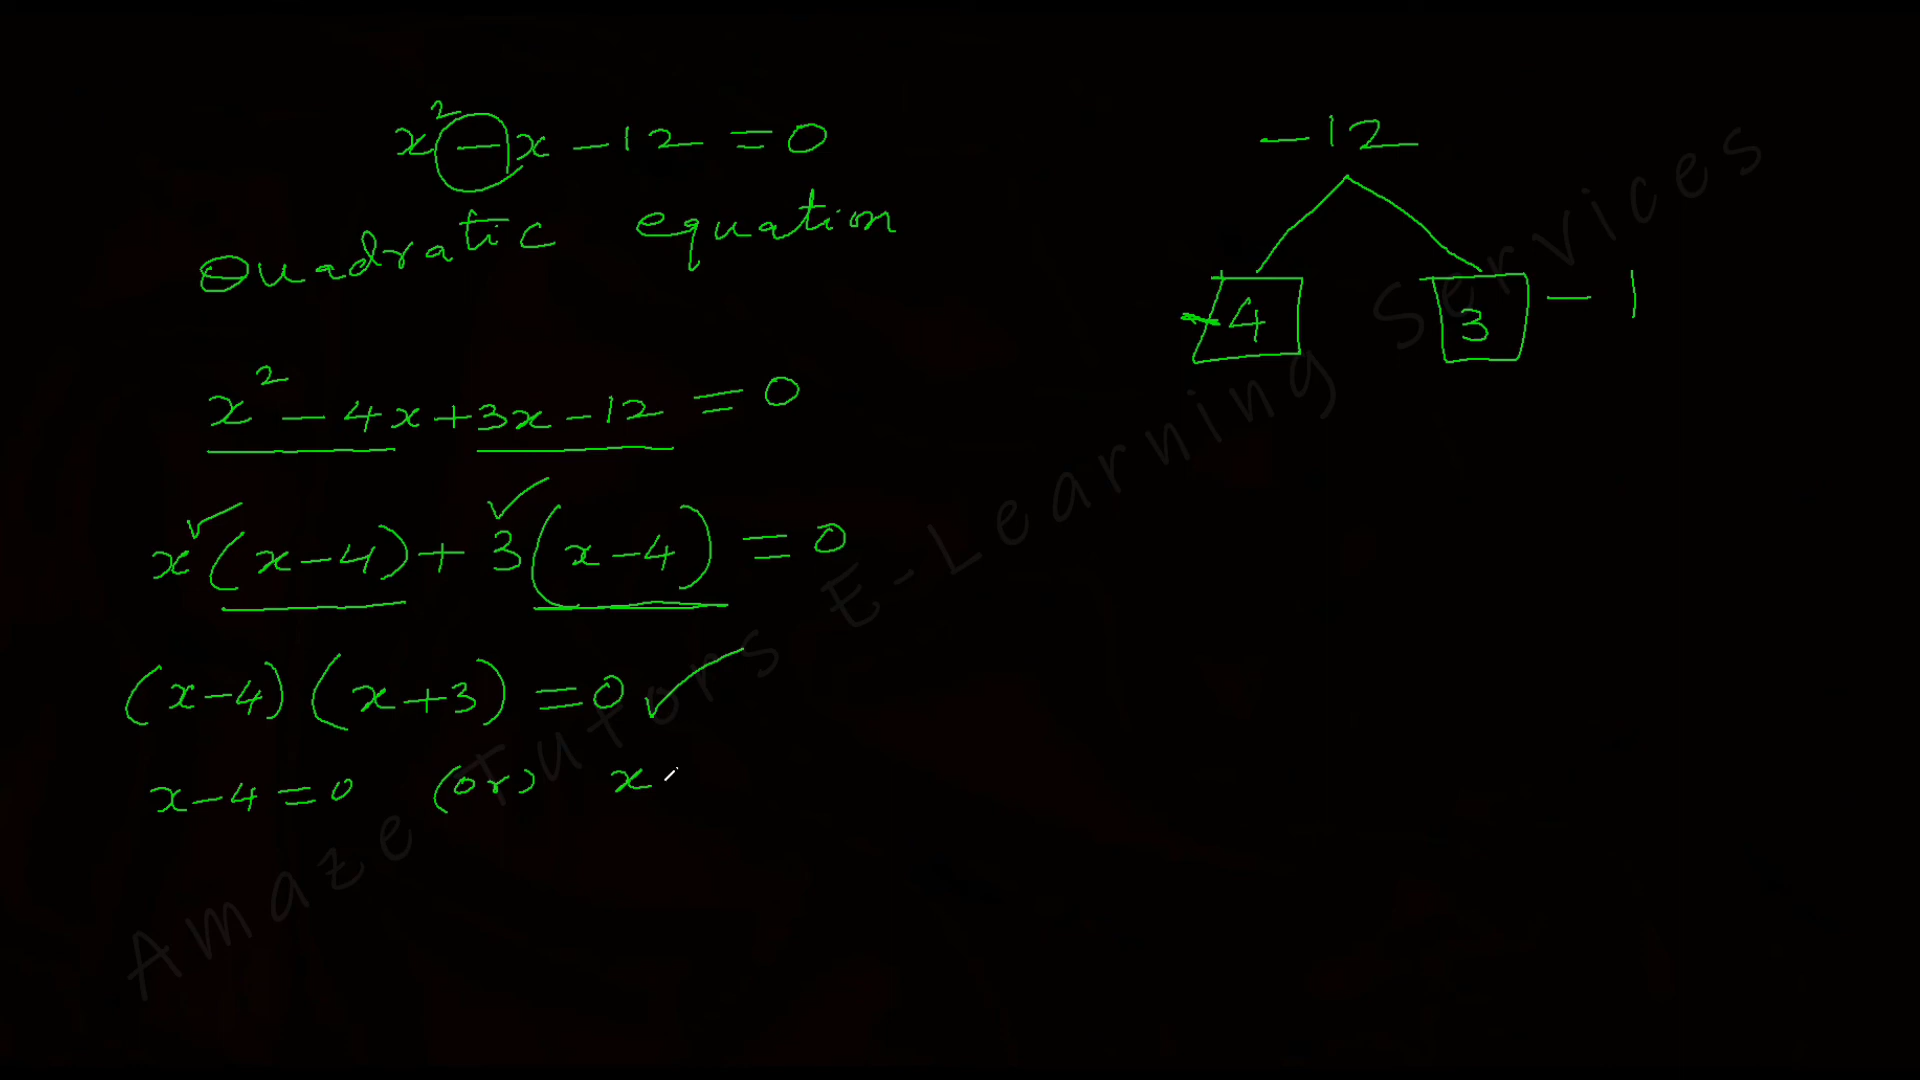 x² - x - 12 = 0
Quadratic equation
x² - 4x + 3x - 12 = 0
x(x-4) + 3(x-4) = 0
(x-4)(x+3) = 0
x-4=0 (or) x
-12
-4 3 -1
Amaze Tutors E-Learning Services